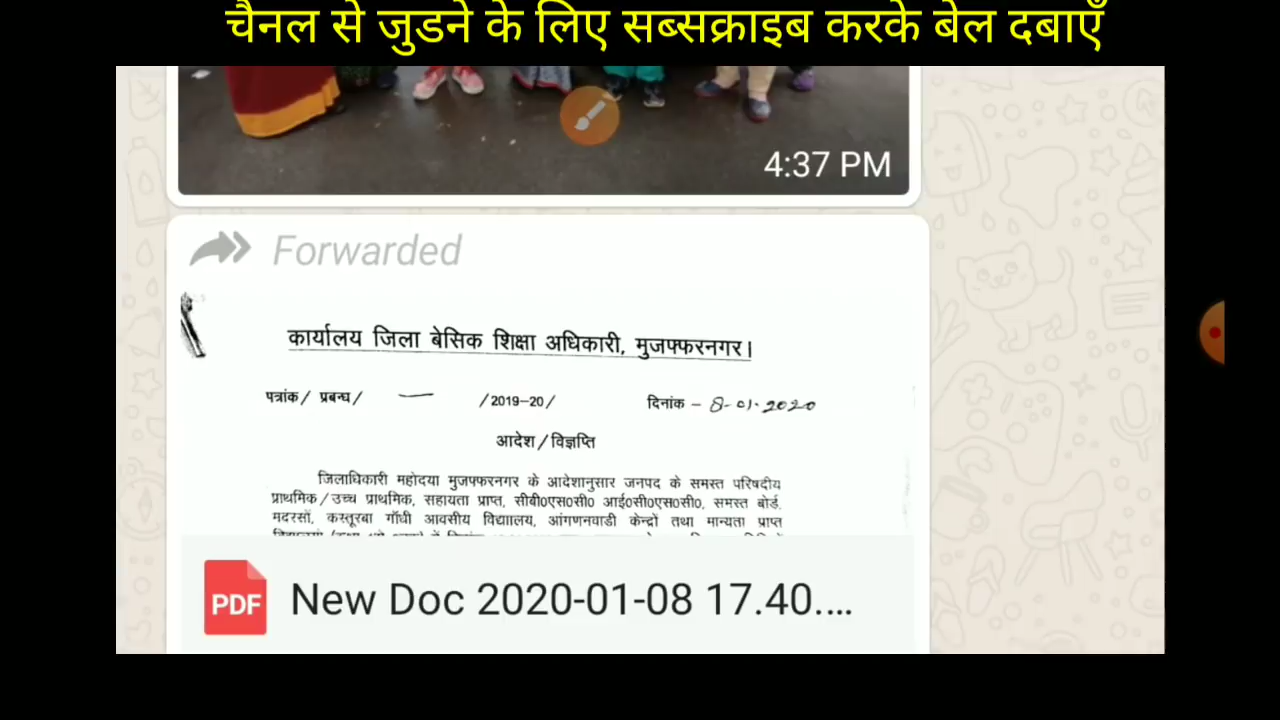 चैनल से जुडने के लिए सब्सक्राइब करके बेल दबाएँ
4:37 PM
Forwarded
कार्यालय जिला बेसिक शिक्षा अधिकारी, मुजफ्फरनगर।
पत्रांक/ प्रबन्ध/ — /2019-20/ दिनांक - 8-01-2020
आदेश/विज्ञप्ति
जिलाधिकारी महोदया मुजफ्फरनगर के आदेशानुसार जनपद के समस्त परिषदीय
प्राथमिक/उच्च प्राथमिक, सहायता प्राप्त, सीबी0एस0सी0 आई0सी0एस0सी0, समस्त बोर्ड,
मदरसों, कस्तूरबा गाँधी आवसीय विद्याालय, आंगणनवाडी केन्द्रों तथा मान्यता प्राप्त
PDF
New Doc 2020-01-08 17.40....